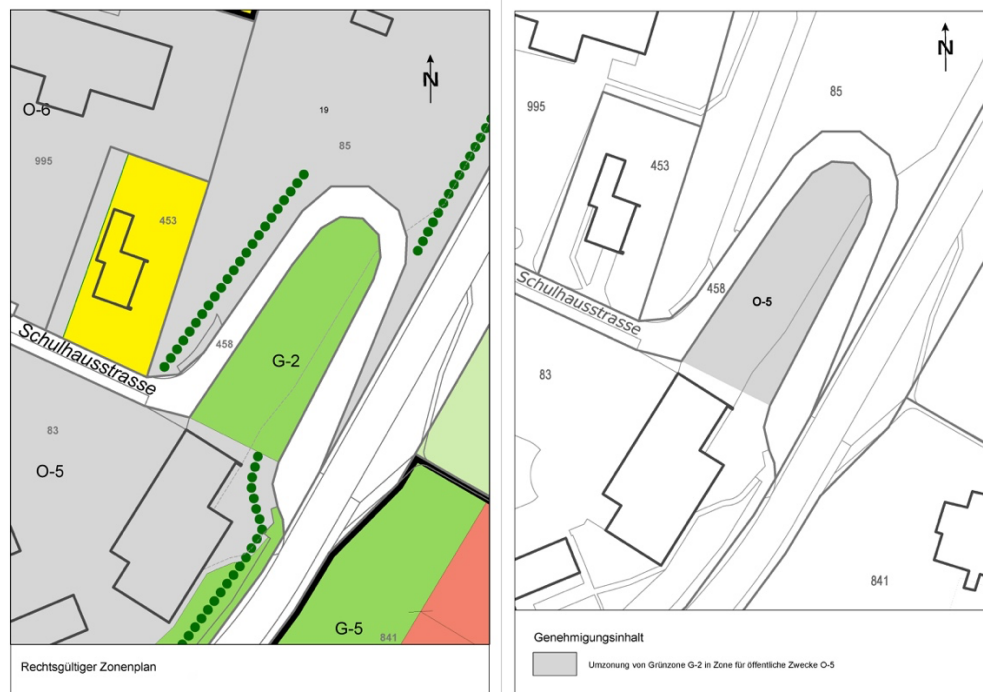 N
O-6
19
85
995
453
Schulhausstrasse
458
G-2
83
O-5
G-5
841
Rechtsgültiger Zonenplan
N
85
995
453
458
O-5
Schulhausstrasse
83
841
Genehmigungsinhalt
Umzonung von Grünzone G-2 in Zone für öffentliche Zwecke O-5